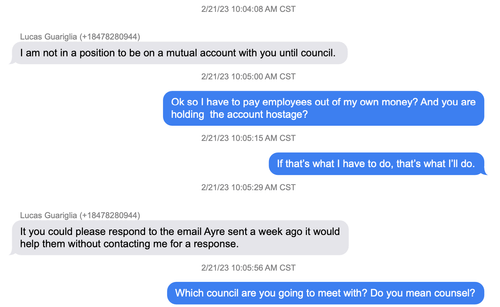 2/21/23 10:04:08 AM CST
Lucas Guariglia (+18478280944)
I am not in a position to be on a mutual account with you until council.
2/21/23 10:05:00 AM CST
Ok so I have to pay employees out of my own money? And you are
holding  the account hostage?
2/21/23 10:05:15 AM CST
If that's what I have to do, that's what I'll do.
2/21/23 10:05:29 AM CST
Lucas Guariglia (+18478280944)
It you could please respond to the email Ayre sent a week ago it would
help them without contacting me for a response.
2/21/23 10:05:56 AM CST
Which council are you going to meet with? Do you mean counsel?